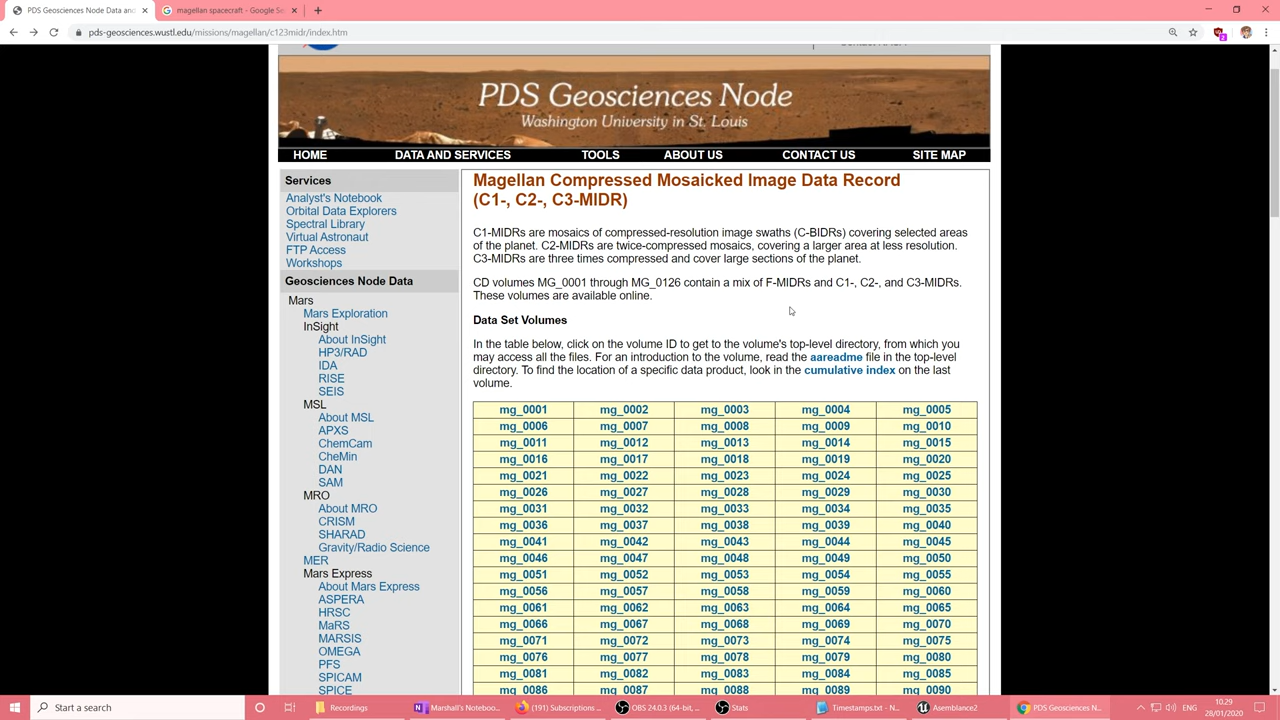 PDS Geosciences Node Data and
magellan spacecraft - Google Se
pds-geosciences.wustl.edu/missions/magellan/c123midr/index.htm
PDS Geosciences Node
Washington University in St. Louis
HOME DATA AND SERVICES TOOLS ABOUT US CONTACT US SITE MAP
Services
Analyst's Notebook
Orbital Data Explorers
Spectral Library
Virtual Astronaut
FTP Access
Workshops
Geosciences Node Data
Mars
Mars Exploration
InSight
About InSight
HP3/RAD
IDA
RISE
SEIS
MSL
About MSL
APXS
ChemCam
CheMin
DAN
SAM
MRO
About MRO
CRISM
SHARAD
Gravity/Radio Science
MER
Mars Express
About Mars Express
ASPERA
HRSC
MaRS
MARSIS
OMEGA
PFS
SPICAM
SPICE
Magellan Compressed Mosaicked Image Data Record
(C1-, C2-, C3-MIDR)
C1-MIDRs are mosaics of compressed-resolution image swaths (C-BIDRs) covering selected areas
of the planet. C2-MIDRs are twice-compressed mosaics, covering a larger area at less resolution.
C3-MIDRs are three times compressed and cover large sections of the planet.
CD volumes MG_0001 through MG_0126 contain a mix of F-MIDRs and C1-, C2-, and C3-MIDRs.
These volumes are available online.
Data Set Volumes
In the table below, click on the volume ID to get to the volume's top-level directory, from which you
may access all the files. For an introduction to the volume, read the aareadme file in the top-level
directory. To find the location of a specific data product, look in the cumulative index on the last
volume.
mg_0001 mg_0002 mg_0003 mg_0004 mg_0005
mg_0006 mg_0007 mg_0008 mg_0009 mg_0010
mg_0011 mg_0012 mg_0013 mg_0014 mg_0015
mg_0016 mg_0017 mg_0018 mg_0019 mg_0020
mg_0021 mg_0022 mg_0023 mg_0024 mg_0025
mg_0026 mg_0027 mg_0028 mg_0029 mg_0030
mg_0031 mg_0032 mg_0033 mg_0034 mg_0035
mg_0036 mg_0037 mg_0038 mg_0039 mg_0040
mg_0041 mg_0042 mg_0043 mg_0044 mg_0045
mg_0046 mg_0047 mg_0048 mg_0049 mg_0050
mg_0051 mg_0052 mg_0053 mg_0054 mg_0055
mg_0056 mg_0057 mg_0058 mg_0059 mg_0060
mg_0061 mg_0062 mg_0063 mg_0064 mg_0065
mg_0066 mg_0067 mg_0068 mg_0069 mg_0070
mg_0071 mg_0072 mg_0073 mg_0074 mg_0075
mg_0076 mg_0077 mg_0078 mg_0079 mg_0080
mg_0081 mg_0082 mg_0083 mg_0084 mg_0085
mg_0086 mg_0087 mg_0088 mg_0089 mg_0090
Start a search
Recordings
Marshall's Noteboo...
(191) Subscriptions ...
OBS 24.0.3 (64-bit, ...
Stats
Timestamps.txt - N...
Asemblance2
PDS Geosciences N...
ENG
10.29
28/01/2020